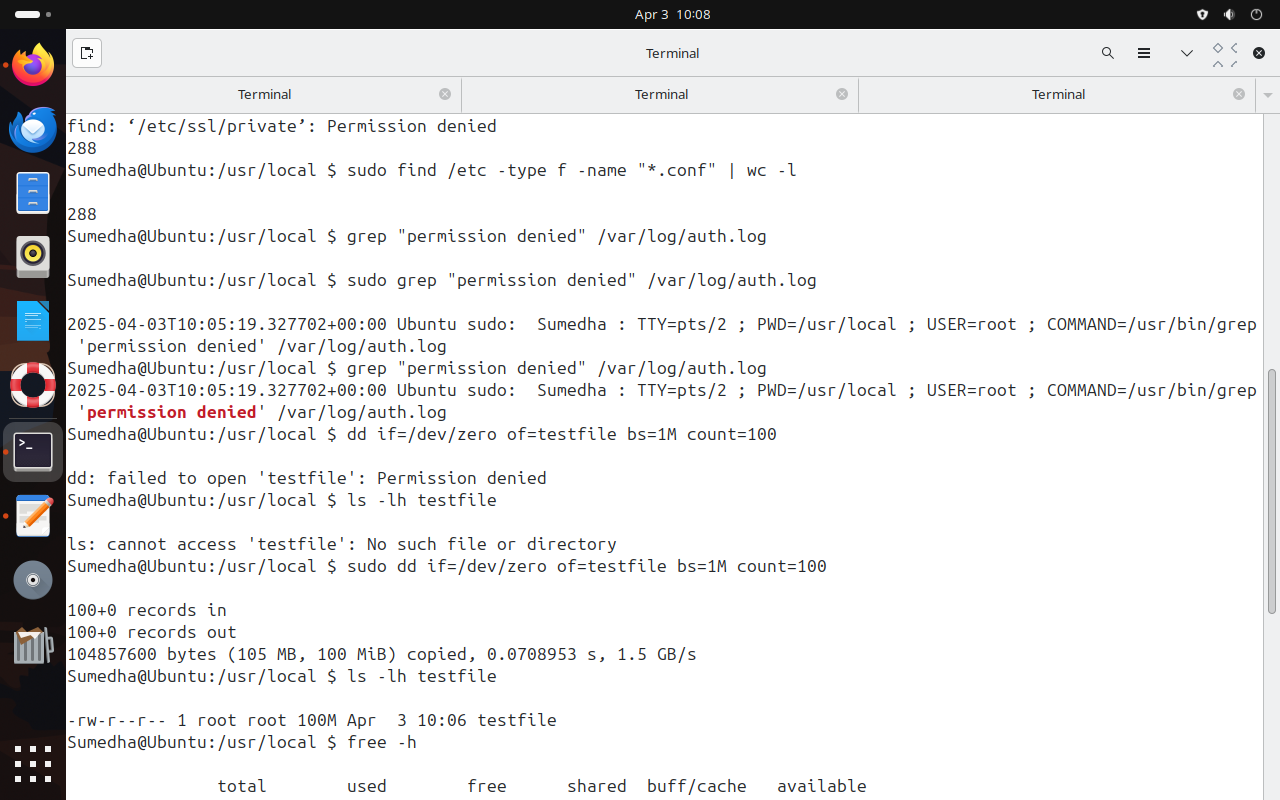 Apr 3  10:08
Terminal
Terminal
Terminal
Terminal
find: ‘/etc/ssl/private’: Permission denied
288
Sumedha@Ubuntu:/usr/local $ sudo find /etc -type f -name "*.conf" | wc -l
288
Sumedha@Ubuntu:/usr/local $ grep "permission denied" /var/log/auth.log
Sumedha@Ubuntu:/usr/local $ sudo grep "permission denied" /var/log/auth.log
2025-04-03T10:05:19.327702+00:00 Ubuntu sudo:  Sumedha : TTY=pts/2 ; PWD=/usr/local ; USER=root ; COMMAND=/usr/bin/grep
 'permission denied' /var/log/auth.log
Sumedha@Ubuntu:/usr/local $ grep "permission denied" /var/log/auth.log
2025-04-03T10:05:19.327702+00:00 Ubuntu sudo:  Sumedha : TTY=pts/2 ; PWD=/usr/local ; USER=root ; COMMAND=/usr/bin/grep
 'permission denied' /var/log/auth.log
Sumedha@Ubuntu:/usr/local $ dd if=/dev/zero of=testfile bs=1M count=100
dd: failed to open 'testfile': Permission denied
Sumedha@Ubuntu:/usr/local $ ls -lh testfile
ls: cannot access 'testfile': No such file or directory
Sumedha@Ubuntu:/usr/local $ sudo dd if=/dev/zero of=testfile bs=1M count=100
100+0 records in
100+0 records out
104857600 bytes (105 MB, 100 MiB) copied, 0.0708953 s, 1.5 GB/s
Sumedha@Ubuntu:/usr/local $ ls -lh testfile
-rw-r--r-- 1 root root 100M Apr  3 10:06 testfile
Sumedha@Ubuntu:/usr/local $ free -h
               total        used        free      shared  buff/cache   available